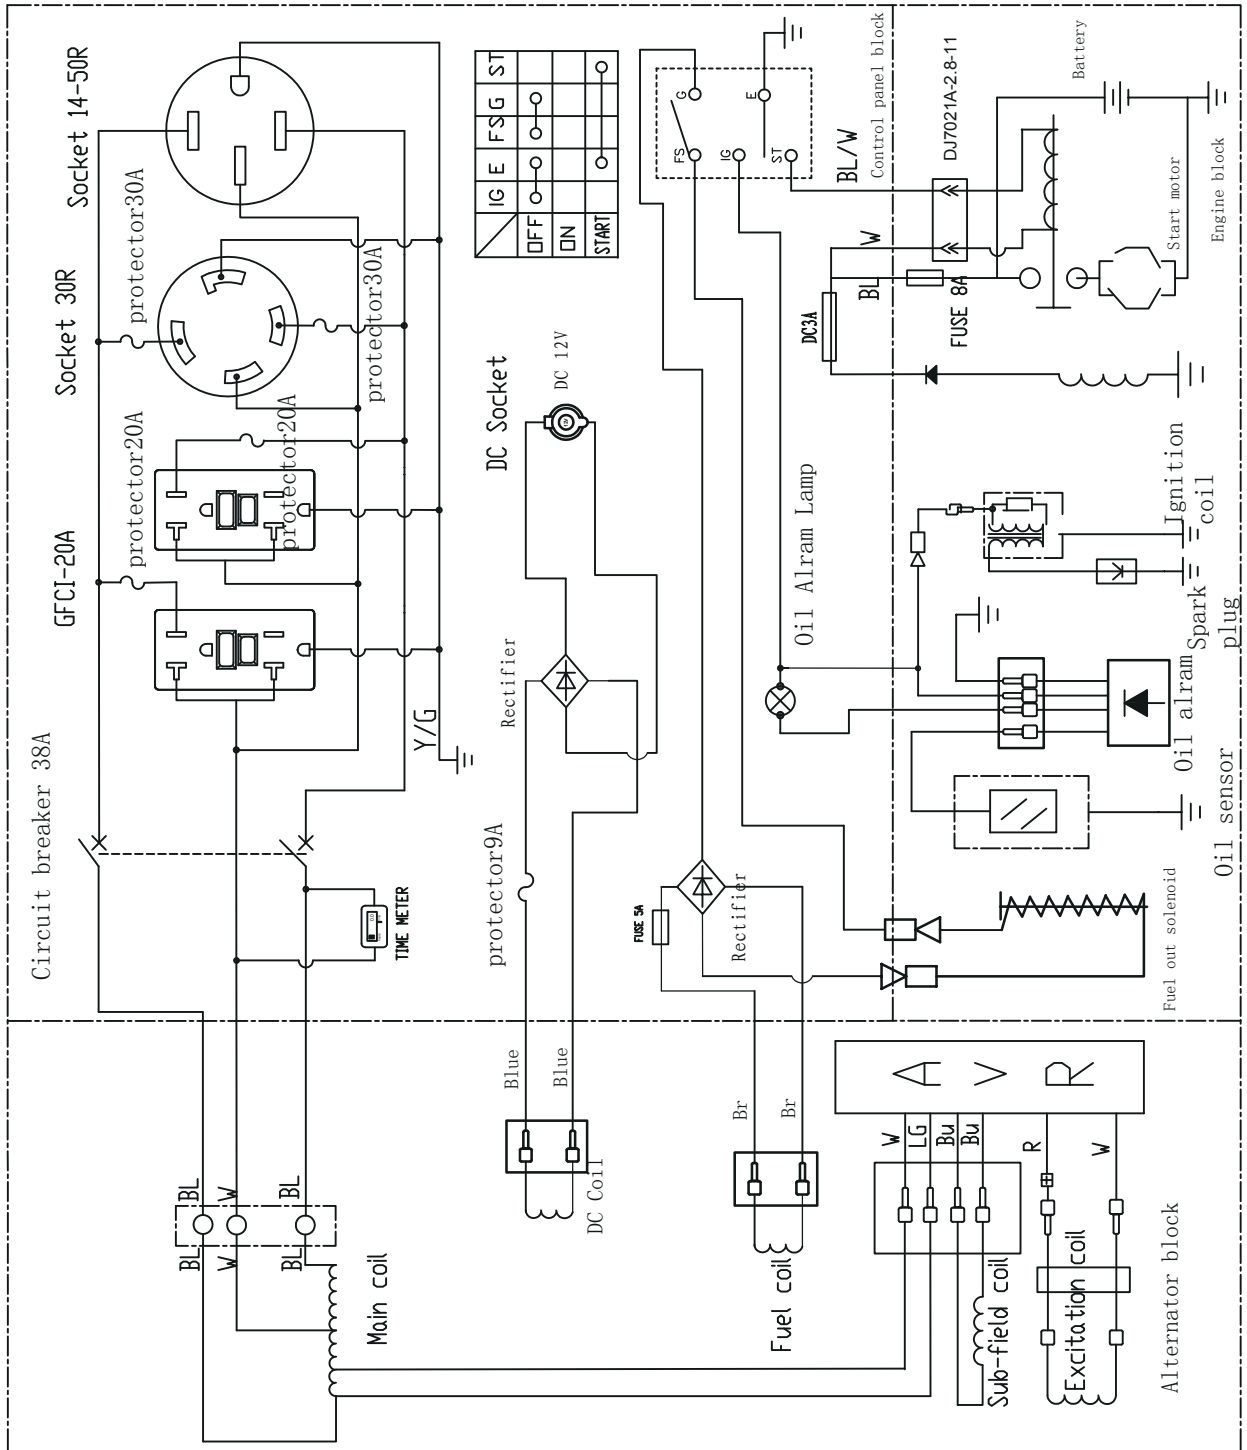 Socket 14-50R
protector30A
Socket 30R
protector30A
protector20A
protector20A
GFCI-20A
Y/G
Circuit breaker 38A
TIME METER
IG E FS G ST
OFF
ON
START
DC Socket
DC 12V
Rectifier
protector9A
FUSE 5A
Rectifier
Oil Alram Lamp
G
E
FS
IG
ST
BL/W
Control panel block
W
BL
DC3A
FUSE 8A
DJ7021A-2.8-11
Battery
Start motor
Engine block
Ignition
coil
Spark
plug
Oil alram
Oil sensor
Fuel out solenoid
BL
W
BL
BL
W
BL
Main coil
Blue
Blue
DC Coil
Br
Br
Fuel coil
A V R
W
LG
Bu
Bu
R
W
Sub-field coil
Excitation coil
Alternator block